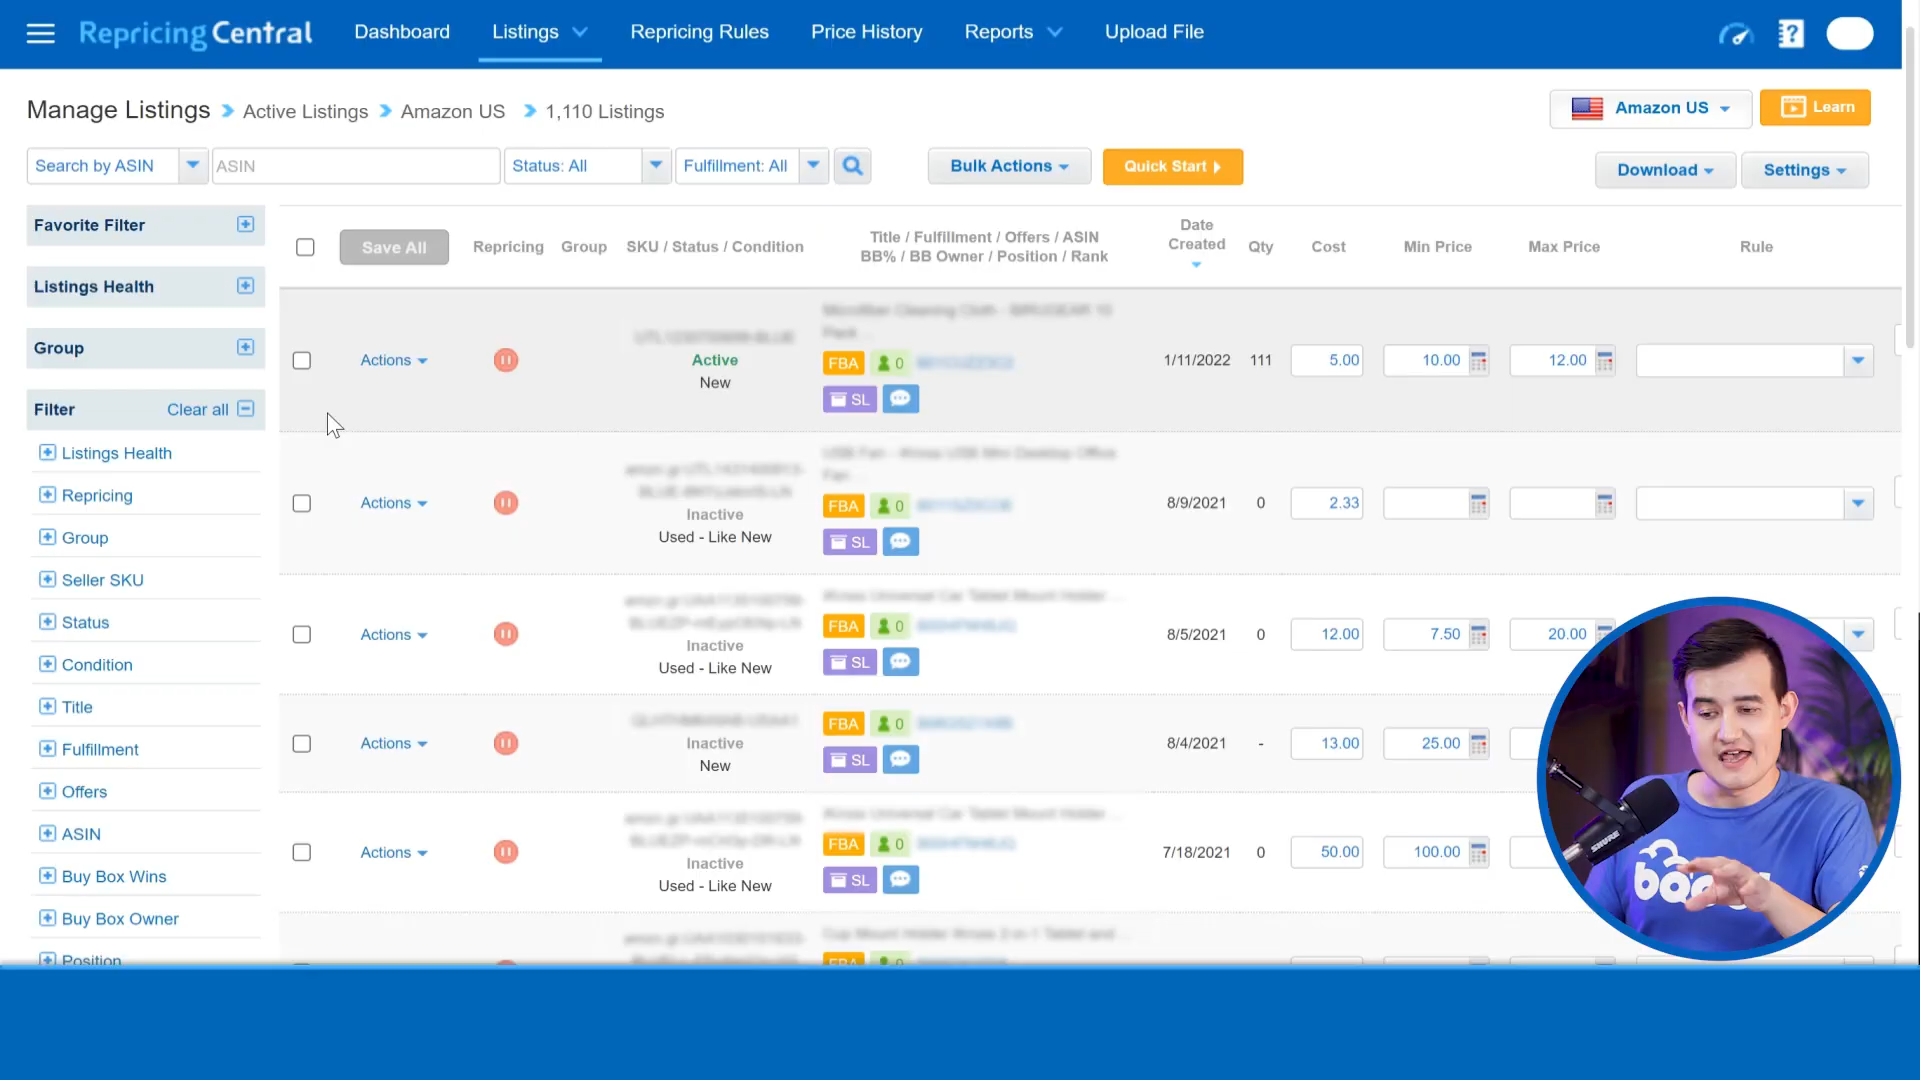 Repricing Central Dashboard Listings Repricing Rules Price History Reports Upload File
Manage Listings Active Listings Amazon US 1,110 Listings Amazon US Learn
Search by ASIN ASIN Status: All Fulfillment: All Bulk Actions Quick Start Download Settings
Favorite Filter
Listings Health
Group
Filter Clear all
Listings Health
Repricing
Group
Seller SKU
Status
Condition
Title
Fulfillment
Offers
ASIN
Buy Box Wins
Buy Box Owner
Position
Save All Repricing Group SKU / Status / Condition Title / Fulfillment / Offers / ASIN
BB% / BB Owner / Position / Rank Date
Created Qty Cost Min Price Max Price Rule
Actions Active
New FBA 0
SL 1/11/2022 111 5.00 10.00 12.00
Actions Inactive
Used - Like New FBA 0
SL 8/9/2021 0 2.33
Actions Inactive
Used - Like New FBA 0
SL 8/5/2021 0 12.00 7.50 20.00
Actions Inactive
New FBA 0
SL 8/4/2021 - 13.00 25.00
Actions Inactive
Used - Like New FBA 0
SL 7/18/2021 0 50.00 100.00
FBA 0
SHURE